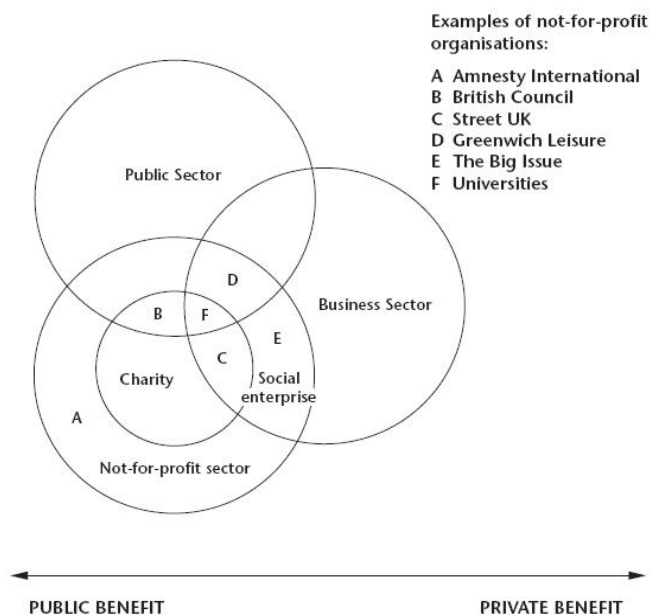 Examples of not-for-profit
organisations:
A Amnesty International
B British Council
C Street UK
D Greenwich Leisure
E The Big Issue
F Universities
Public Sector
D
Business Sector
B
F
E
C
Charity
Social
enterprise
A
Not-for-profit sector
PUBLIC BENEFIT
PRIVATE BENEFIT